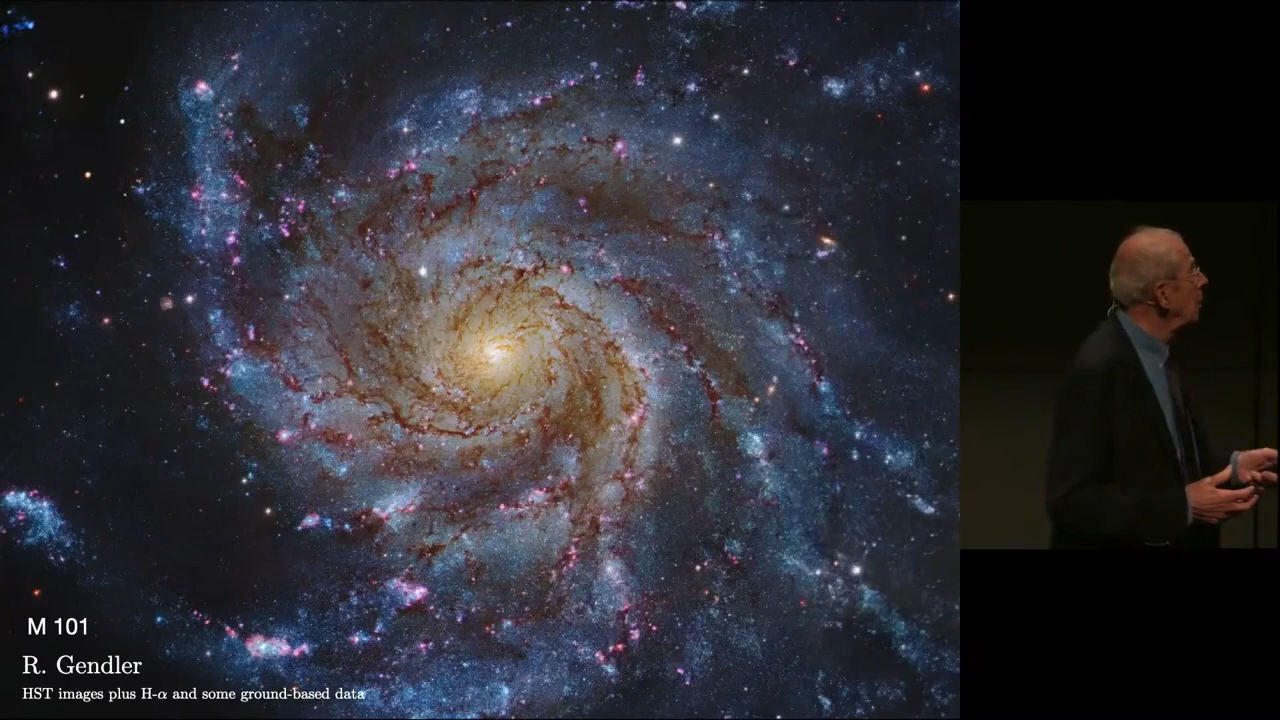 M 101
R. Gendler
HST images plus H-α and some ground-based data